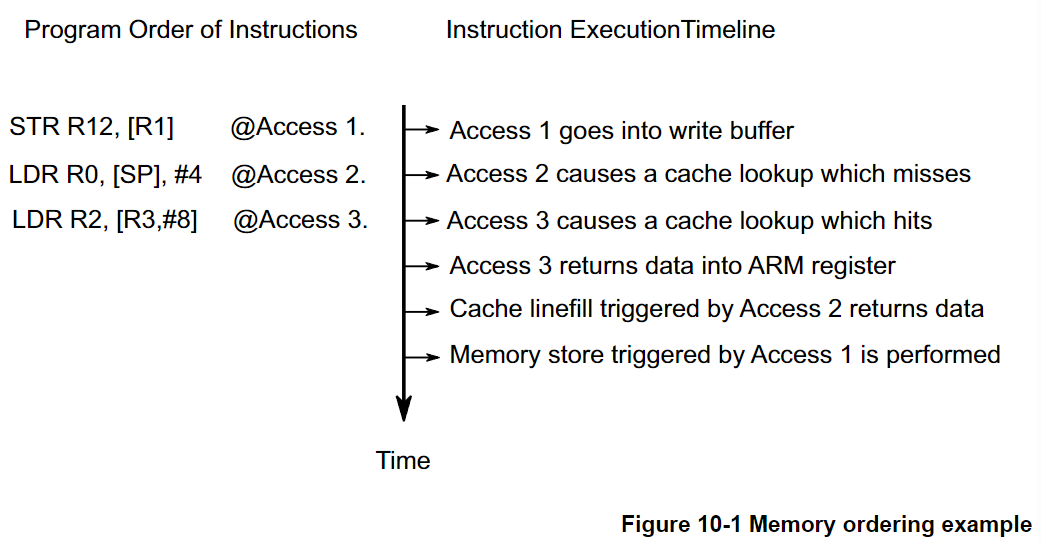 Program Order of Instructions Instruction ExecutionTimeline
STR R12, [R1] @Access 1. Access 1 goes into write buffer
LDR R0, [SP], #4 @Access 2. Access 2 causes a cache lookup which misses
LDR R2, [R3,#8] @Access 3. Access 3 causes a cache lookup which hits
Access 3 returns data into ARM register
Cache linefill triggered by Access 2 returns data
Memory store triggered by Access 1 is performed
Time
Figure 10-1 Memory ordering example